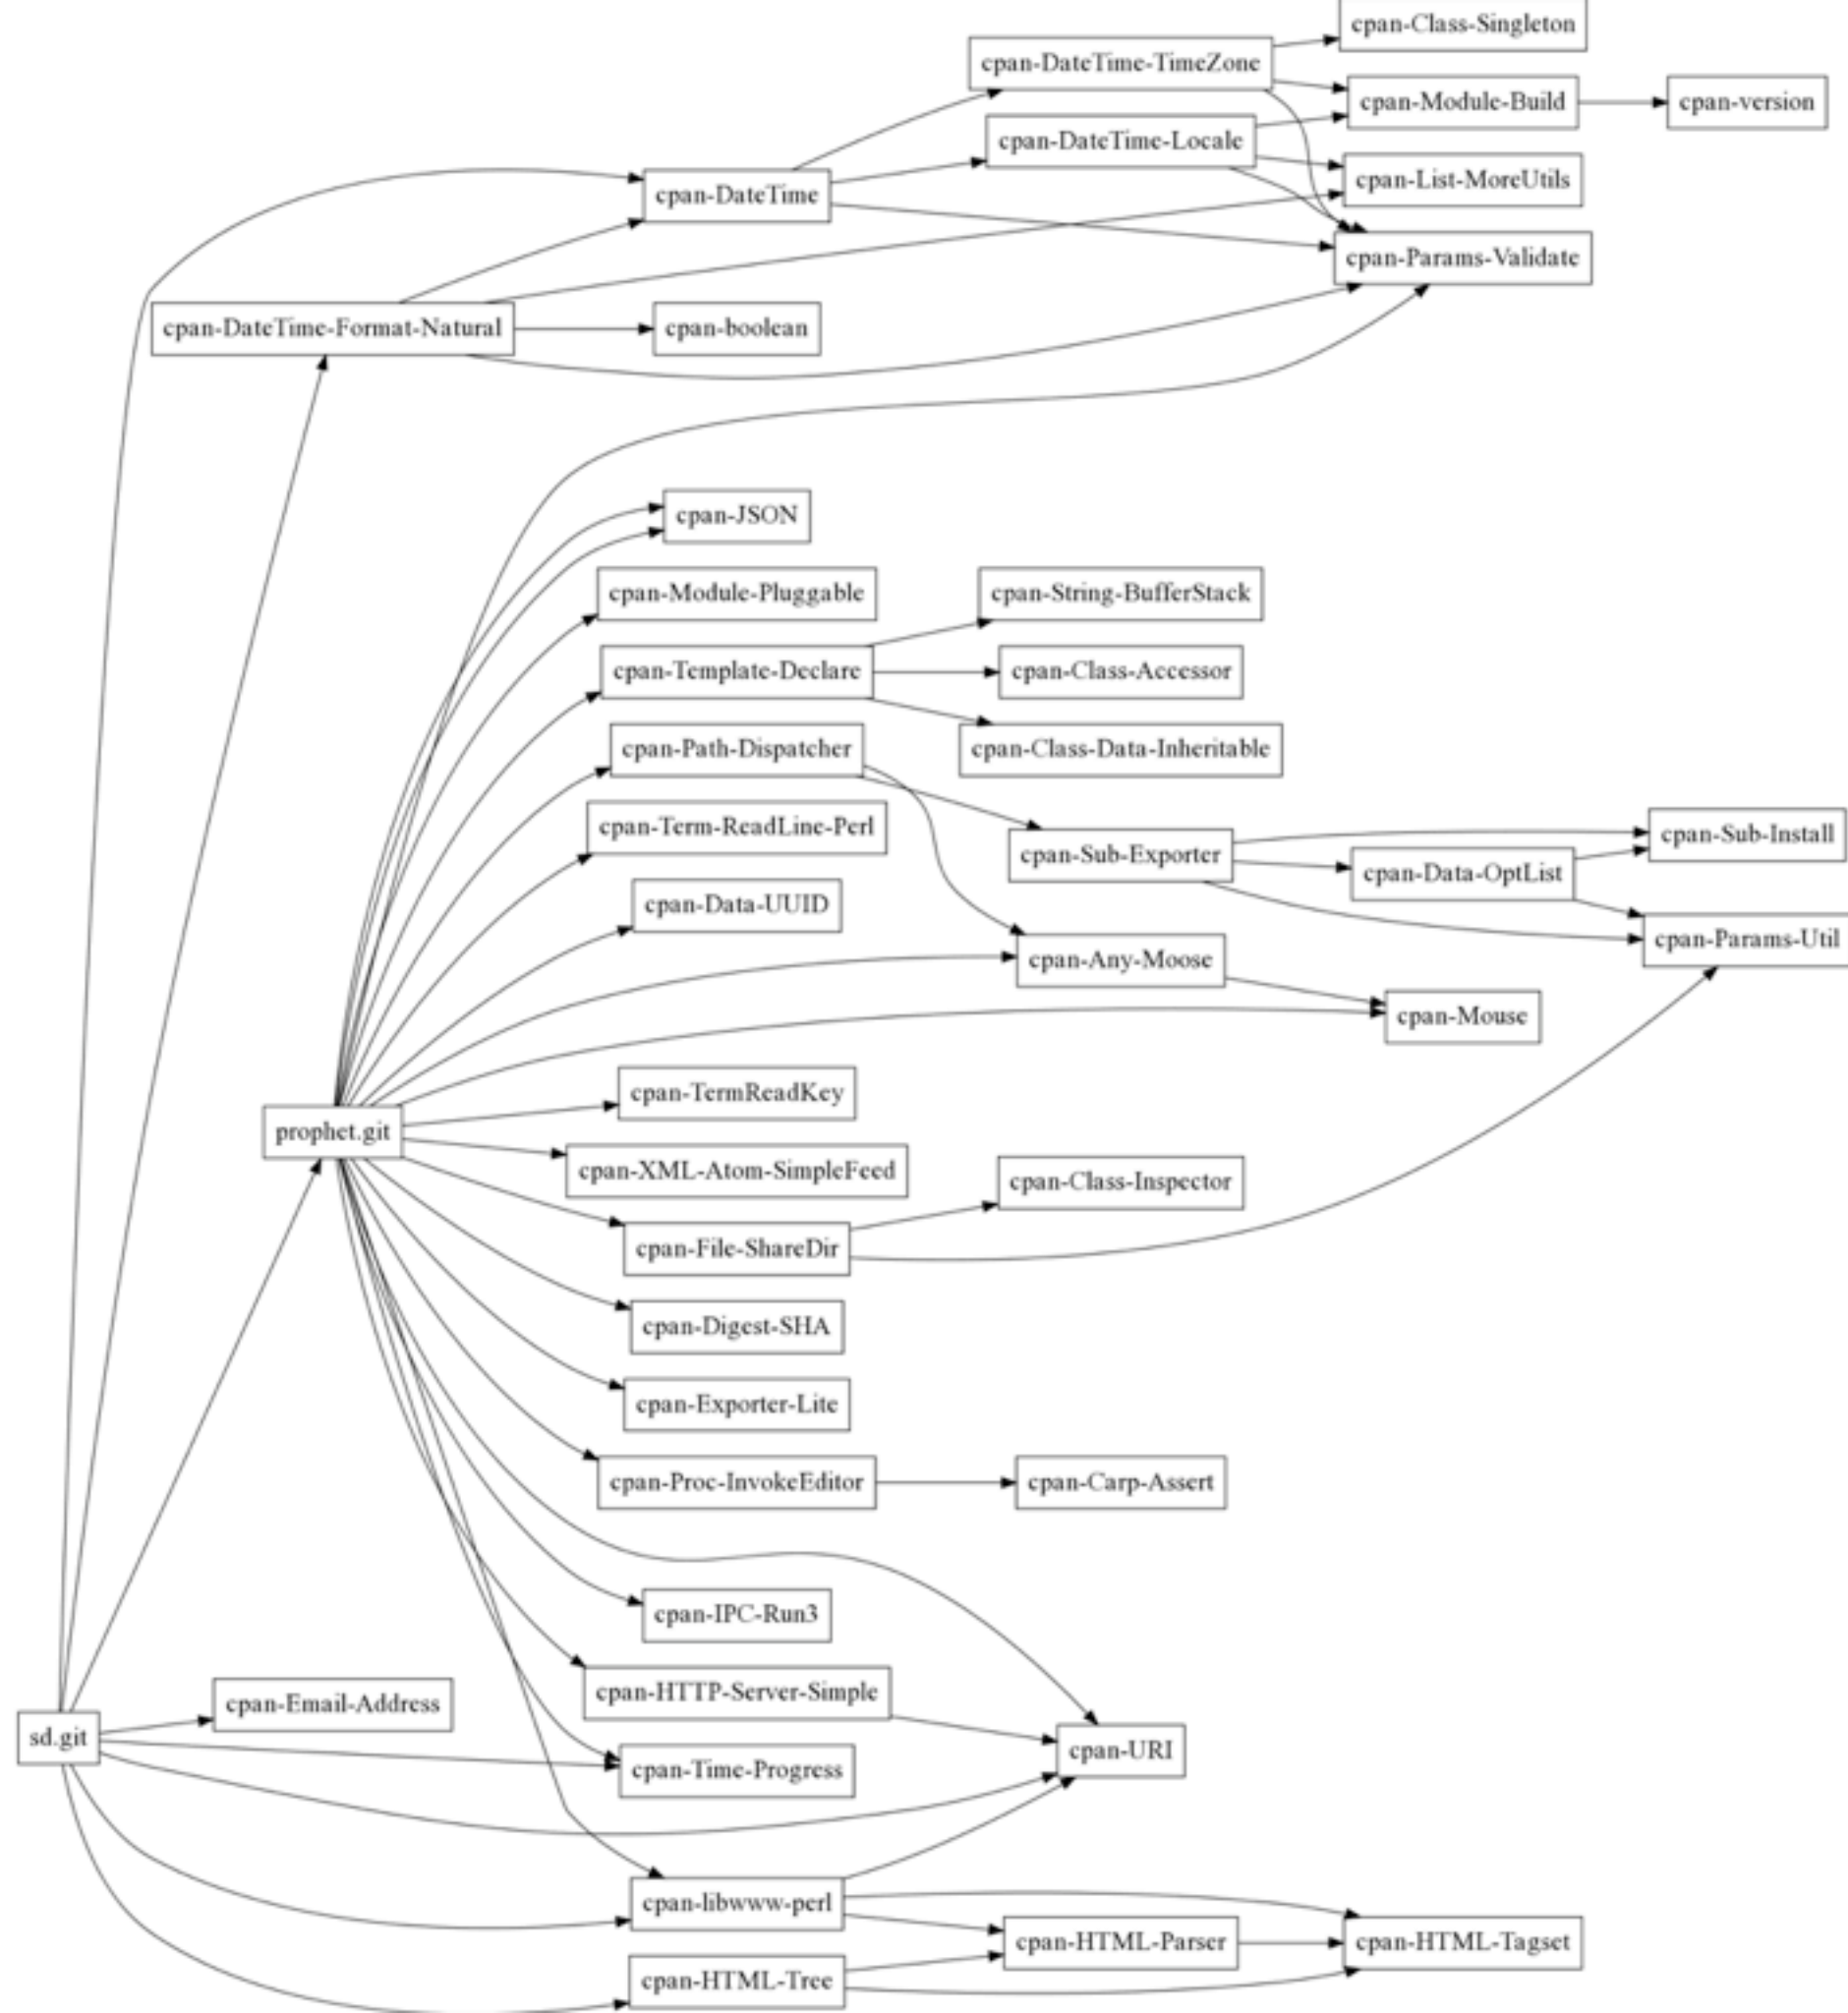 cpan-Class-Singleton
cpan-DateTime-TimeZone
cpan-Module-Build
cpan-version
cpan-DateTime-Locale
cpan-List-MoreUtils
cpan-DateTime
cpan-Params-Validate
cpan-DateTime-Format-Natural
cpan-boolean
cpan-JSON
cpan-Module-Pluggable
cpan-String-BufferStack
cpan-Template-Declare
cpan-Class-Accessor
cpan-Path-Dispatcher
cpan-Class-Data-Inheritable
cpan-Term-ReadLine-Perl
cpan-Sub-Install
cpan-Sub-Exporter
cpan-Data-OptList
cpan-Data-UUID
cpan-Params-Util
cpan-Any-Moose
cpan-Mouse
cpan-TermReadKey
prophet.git
cpan-XML-Atom-SimpleFeed
cpan-Class-Inspector
cpan-File-ShareDir
cpan-Digest-SHA
cpan-Exporter-Lite
cpan-Proc-InvokeEditor
cpan-Carp-Assert
cpan-IPC-Run3
cpan-HTTP-Server-Simple
cpan-Email-Address
sd.git
cpan-URI
cpan-Time-Progress
cpan-libwww-perl
cpan-HTML-Parser
cpan-HTML-Tagset
cpan-HTML-Tree